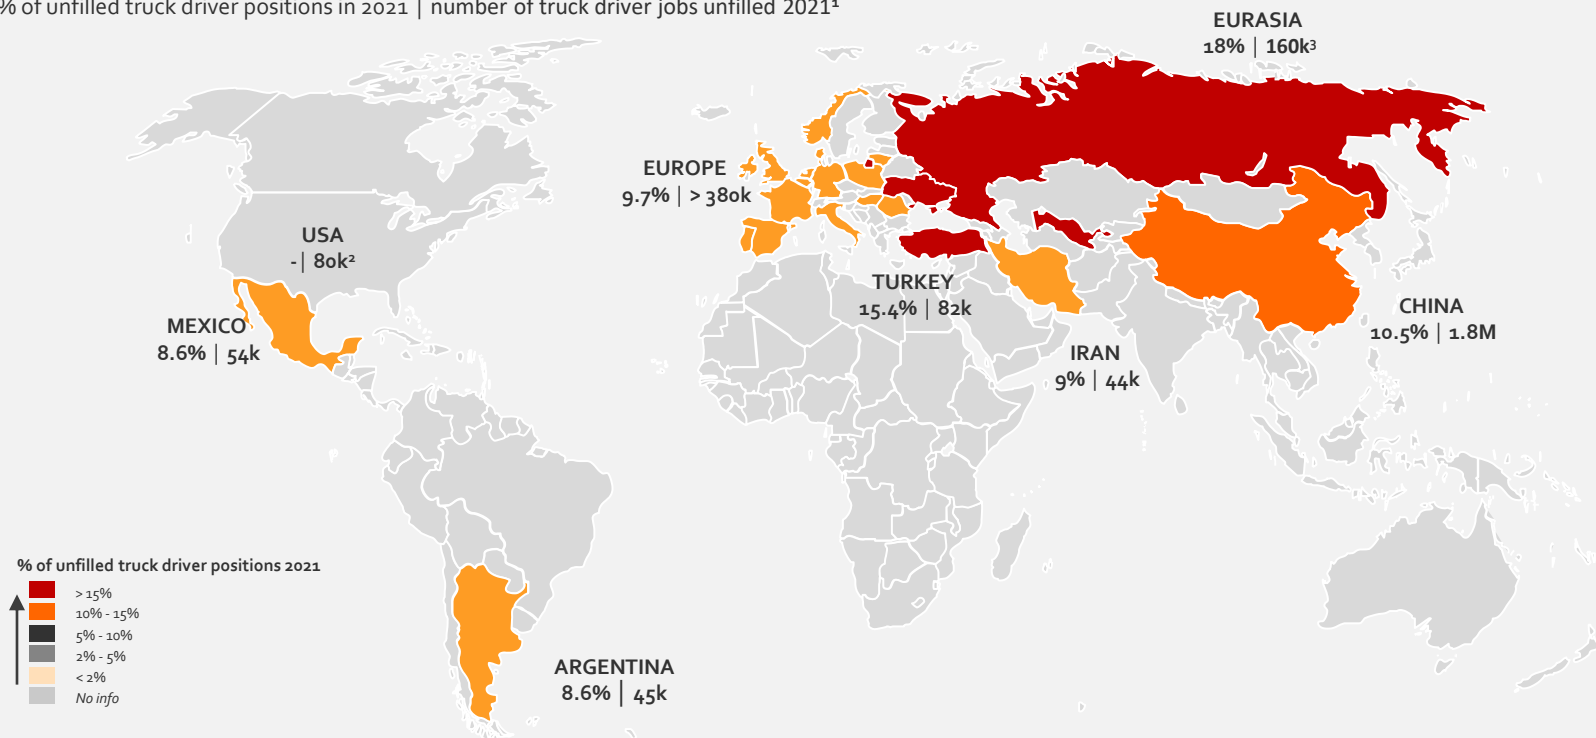 % of unfilled truck driver positions in 2021 | number of truck driver jobs unfilled 2021¹
EURASIA
18% | 160k³
EUROPE
9.7% | > 380k
USA
-| 80k²
TURKEY
15.4% | 82k
MEXICO
8.6% | 54k
CHINA
10.5% | 1.8M
IRAN
9% | 44k
% of unfilled truck driver positions 2021
> 15%
10% - 15%
5% - 10%
2% - 5%
< 2%
No info
ARGENTINA
8.6% | 45k